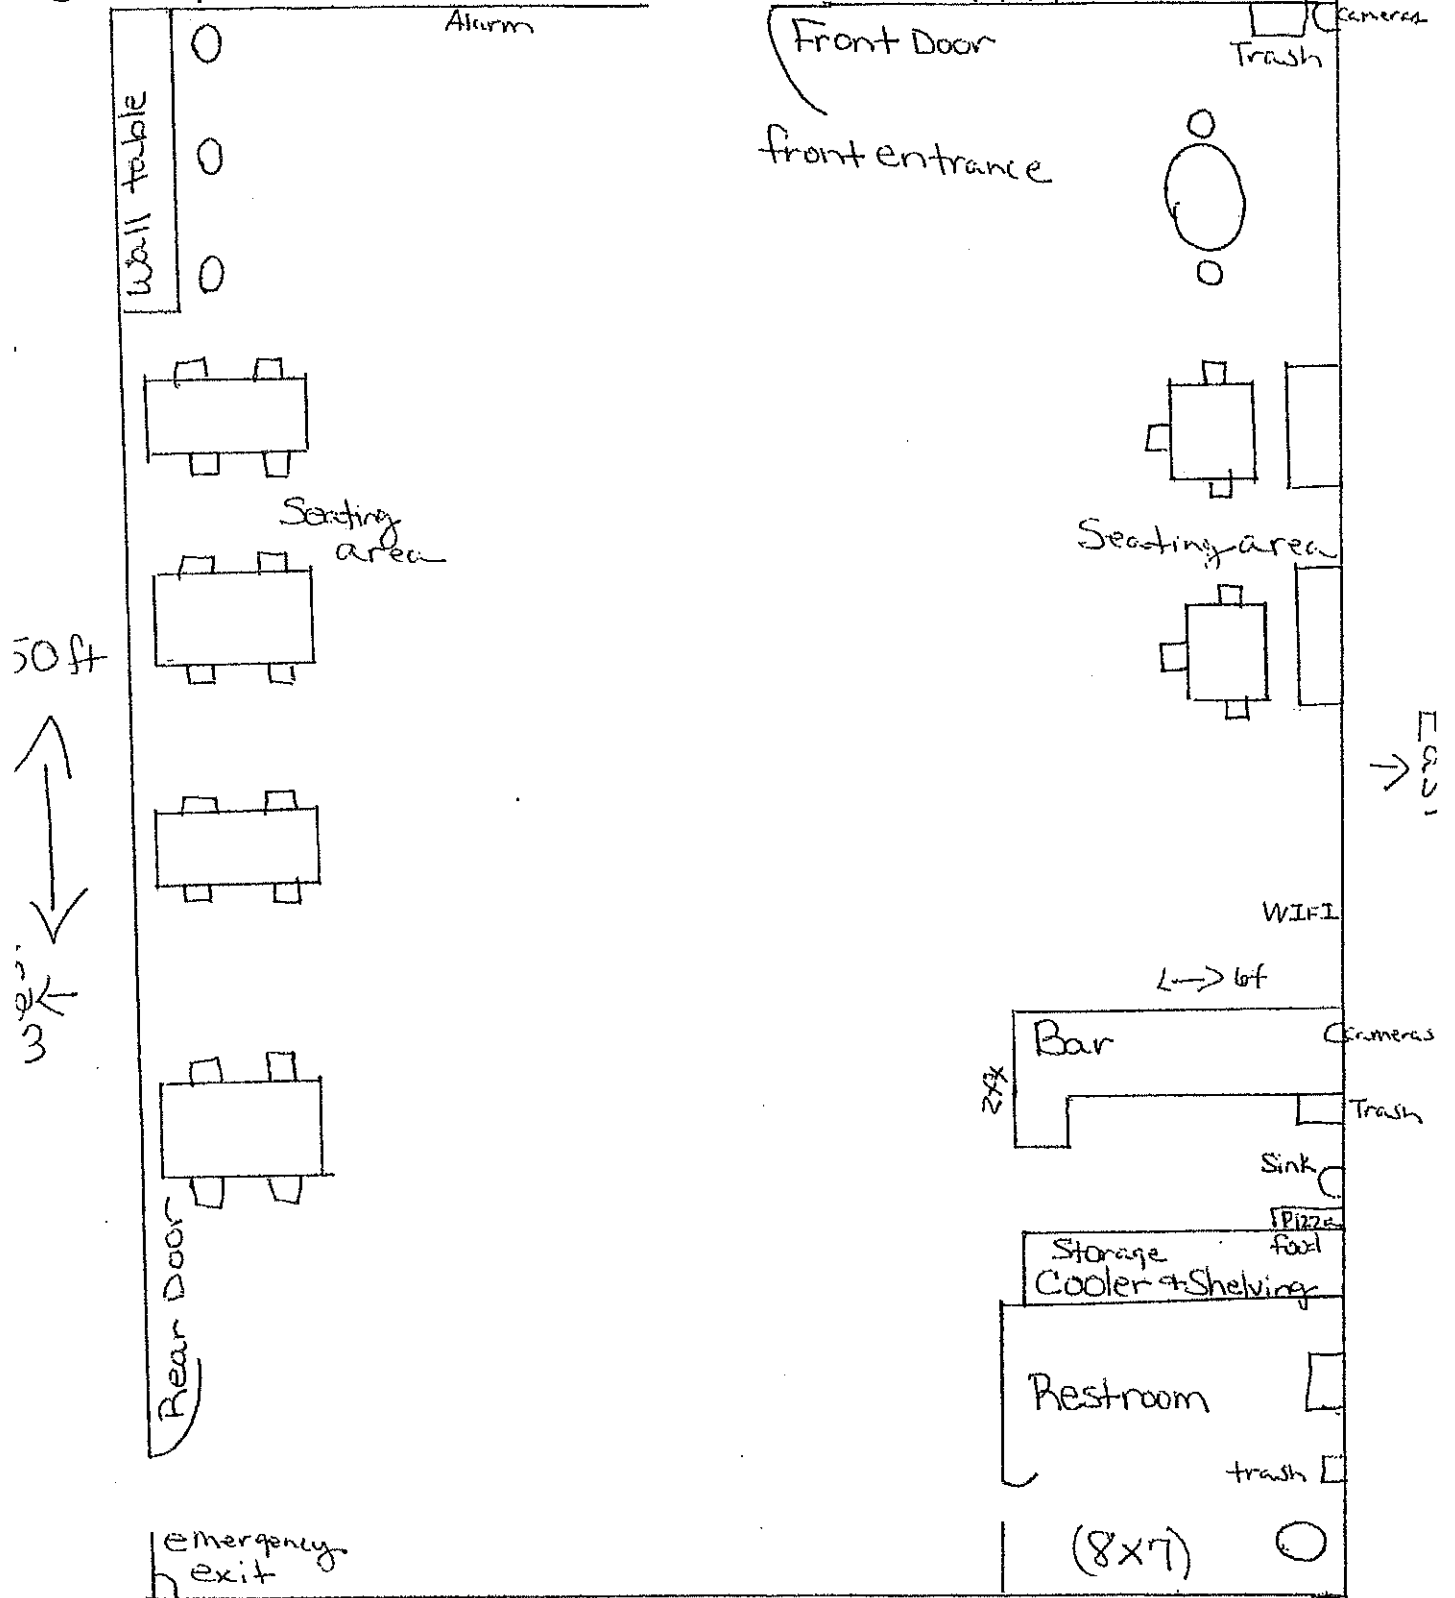 Alarm
Front Door
cameras
Trash
front entrance
Wall table
Seating
area
Seating area
50 ft
WIFI
Bar
cameras
Trash
Sink
Pizza
food
Storage
Cooler + Shelving
Rear Door
Restroom
trash
emergency
exit
(8x7)